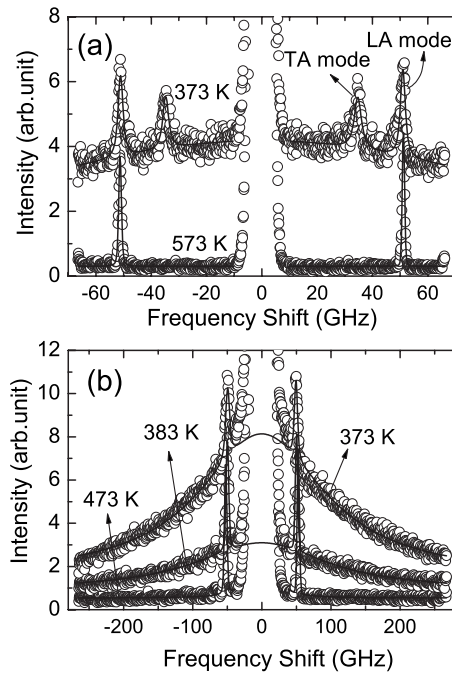 8
(a)
LA mode
TA mode
373 K
6
4
2
573 K
0
Intensity (arb.unit)
-60 -40 -20 0 20 40 60
Frequency Shift (GHz)
12
(b)
10
383 K
373 K
8
6
473 K
4
2
0
Intensity (arb.unit)
-200 -100 0 100 200
Frequency Shift (GHz)